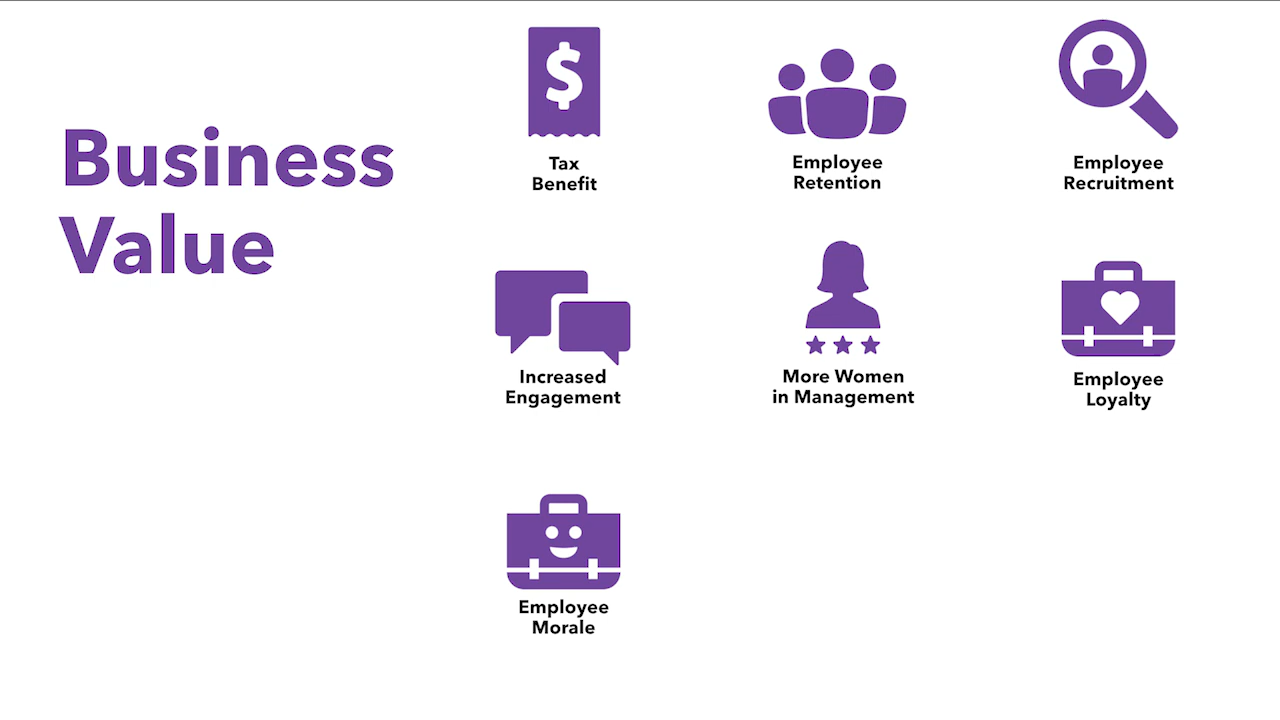 Business
Value
$
Tax
Benefit
Employee
Retention
Employee
Recruitment
Increased
Engagement
More Women
in Management
Employee
Loyalty
Employee
Morale